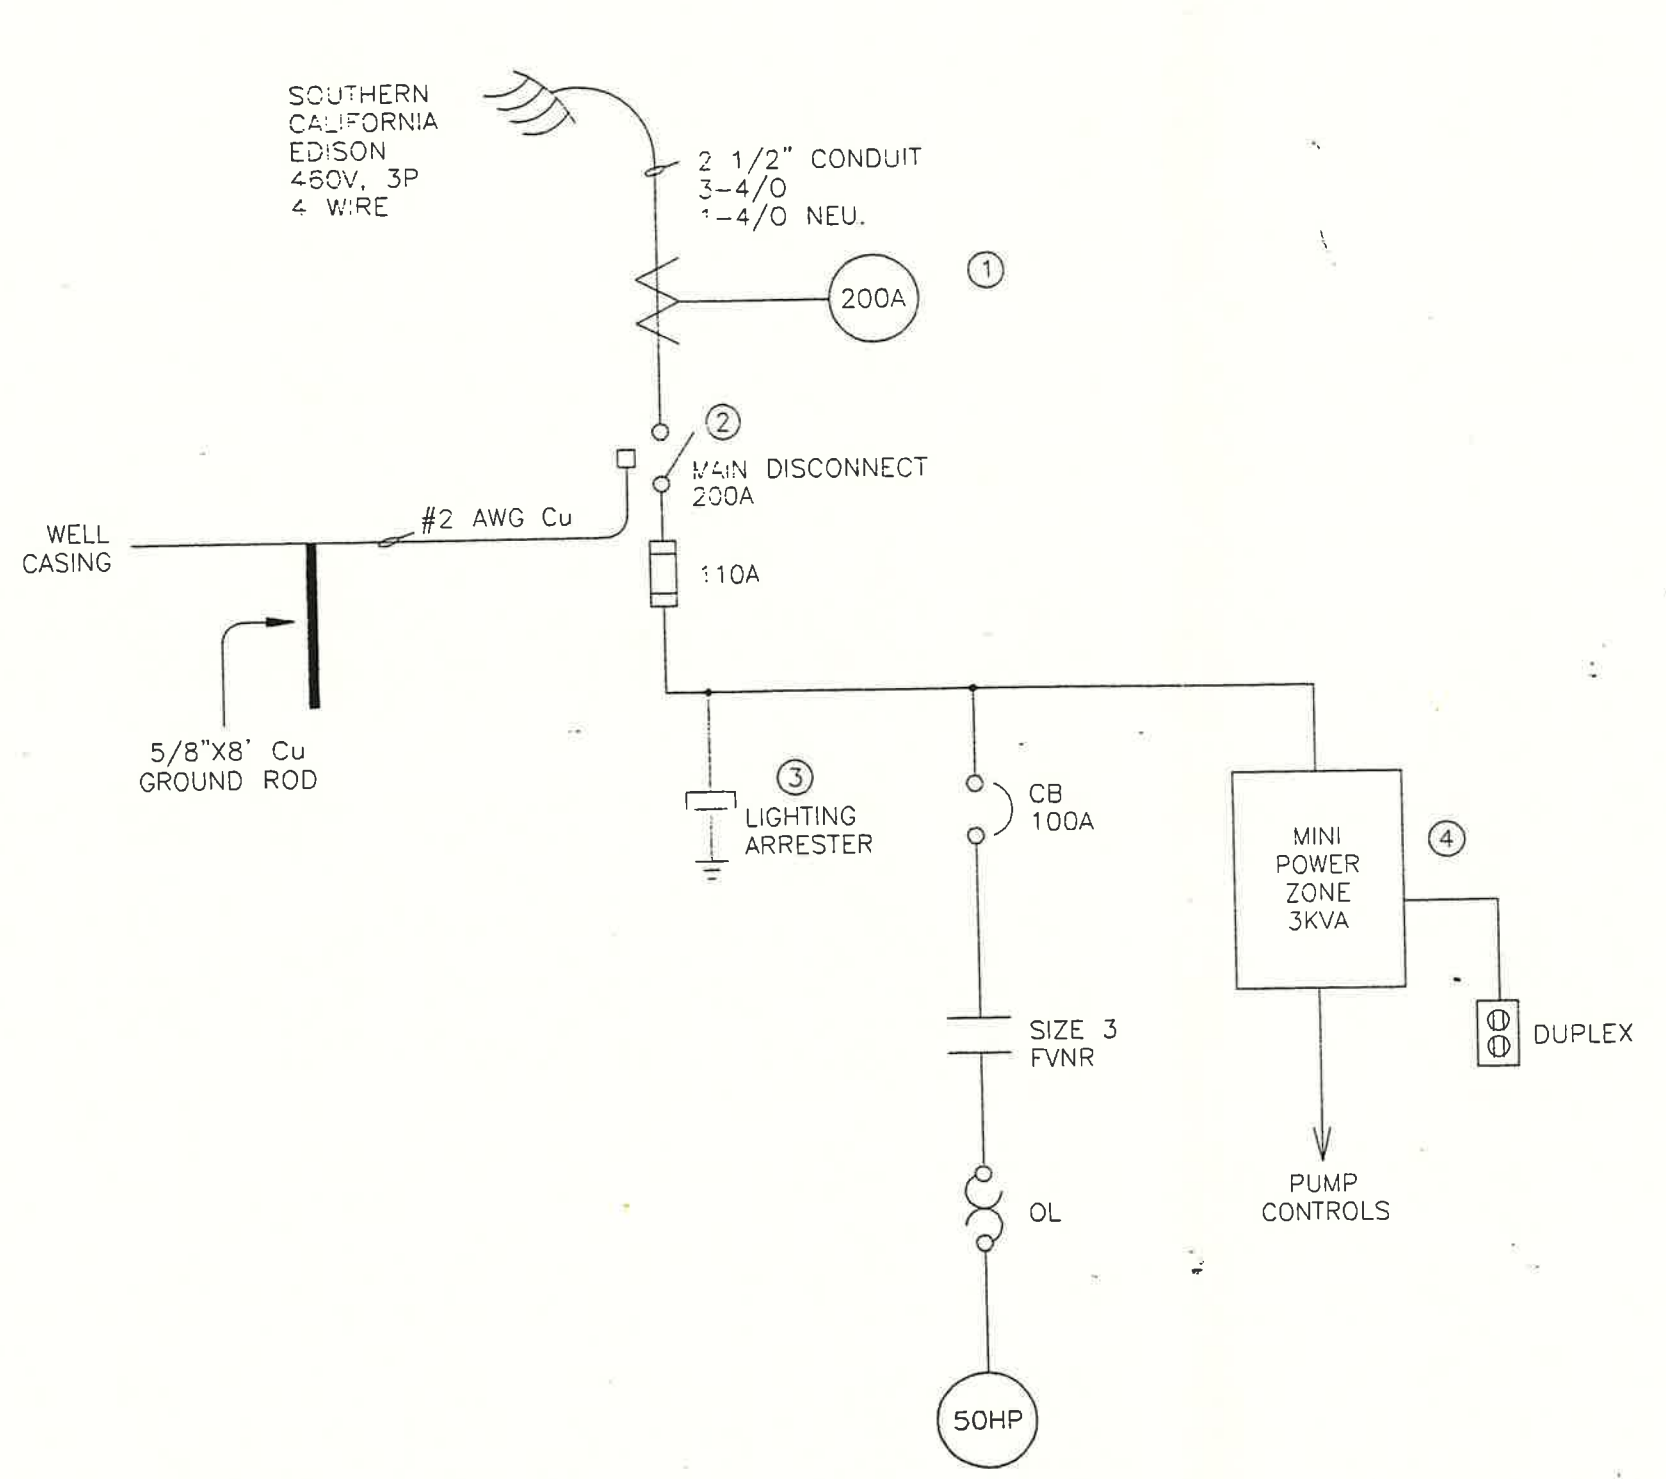 SOUTHERN
CALIFORNIA
EDISON
460V, 3P
4 WIRE
2 1/2" CONDUIT
3-4/0
1-4/0 NEU.
200A
1
2
MAIN DISCONNECT
200A
#2 AWG Cu
WELL
CASING
110A
5/8"X8' Cu
GROUND ROD
3
LIGHTING
ARRESTER
CB
100A
MINI
POWER
ZONE
3KVA
4
SIZE 3
FVNR
DUPLEX
OL
PUMP
CONTROLS
50HP